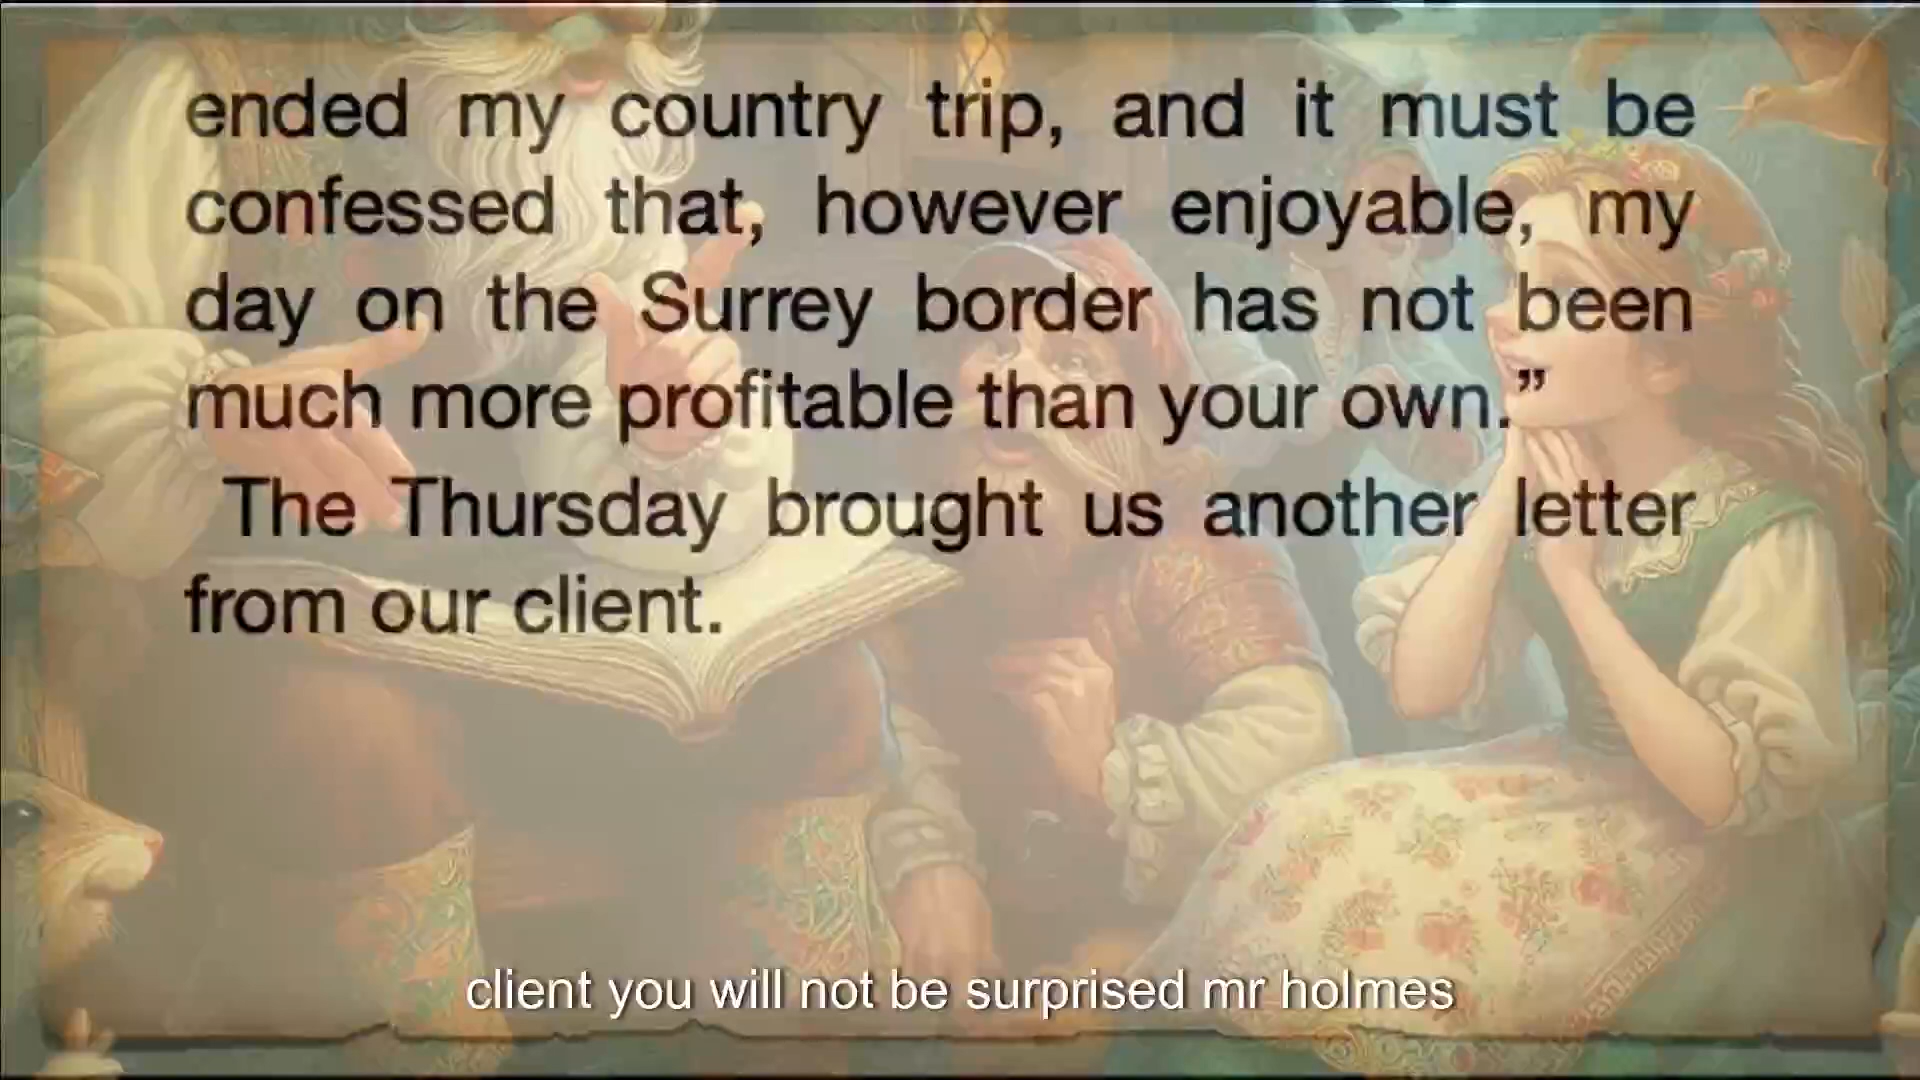 ended my country trip, and it must be
confessed that, however enjoyable, my
day on the Surrey border has not been
much more profitable than your own.”
The Thursday brought us another letter
from our client.
client you will not be surprised mr holmes